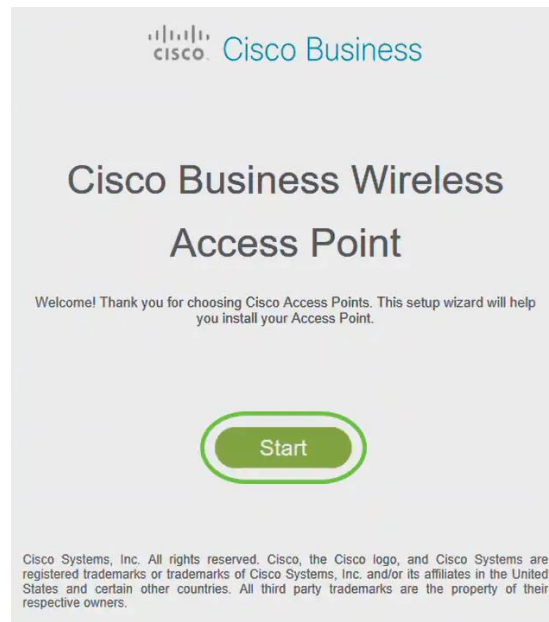 CISCO. Cisco Business
Cisco Business Wireless
Access Point
Welcome! Thank you for choosing Cisco Access Points. This setup wizard will help
you install your Access Point.
Start
Cisco Systems, Inc. All rights reserved. Cisco, the Cisco logo, and Cisco Systems are
registered trademarks or trademarks of Cisco Systems, Inc. and/or its affiliates in the United
States and certain other countries. All third party trademarks are the property of their
respective owners.